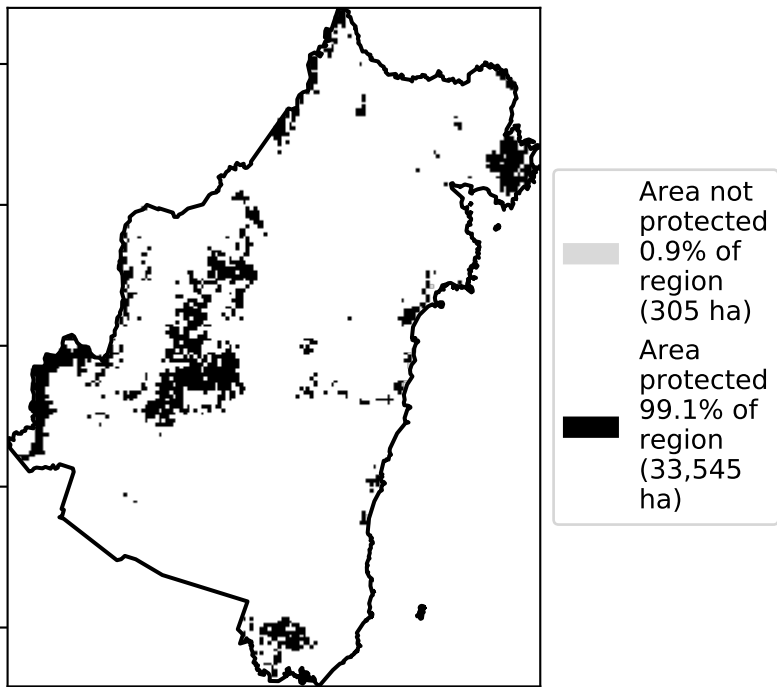 Area not
protected
0.9% of
region
(305 ha)
Area
protected
99.1% of
region
(33,545
ha)